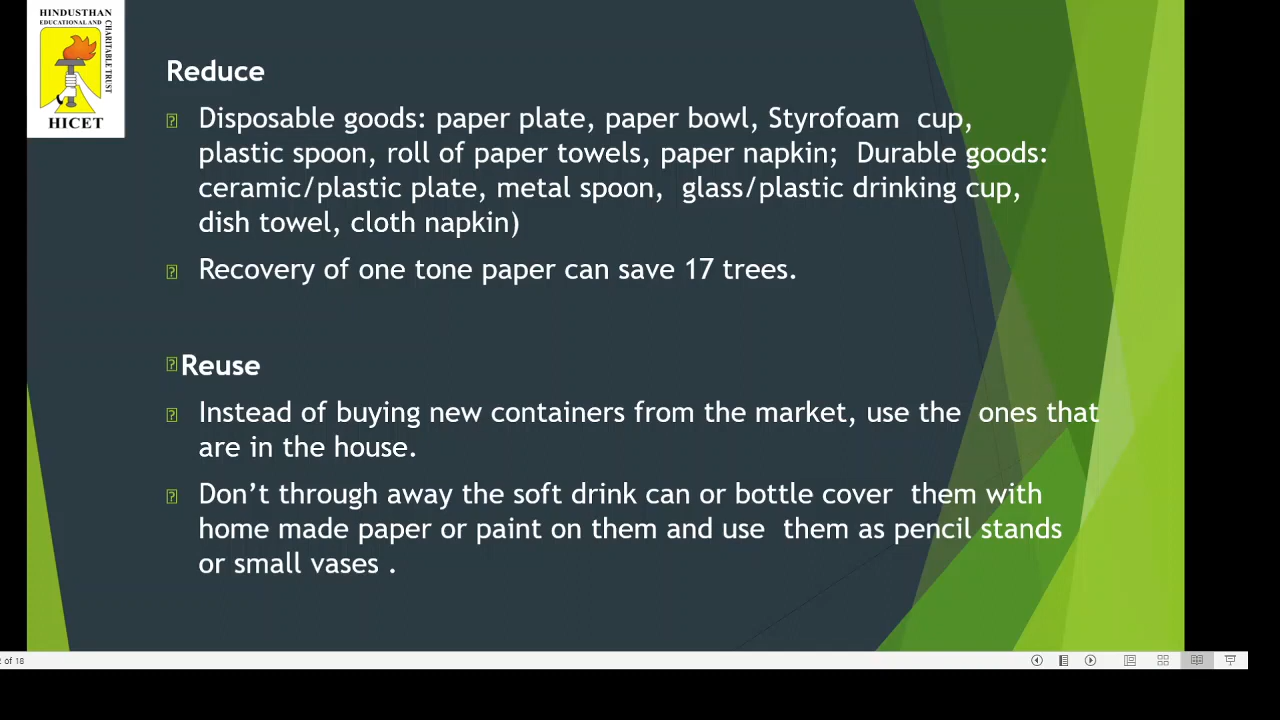 HINDUSTHAN
EDUCATIONAL AND
CHARITABLE TRUST
HICET
Reduce
Disposable goods: paper plate, paper bowl, Styrofoam cup,
plastic spoon, roll of paper towels, paper napkin; Durable goods:
ceramic/plastic plate, metal spoon, glass/plastic drinking cup,
dish towel, cloth napkin)
Recovery of one tone paper can save 17 trees.
Reuse
Instead of buying new containers from the market, use the ones that
are in the house.
Don’t through away the soft drink can or bottle cover them with
home made paper or paint on them and use them as pencil stands
or small vases .
of 18